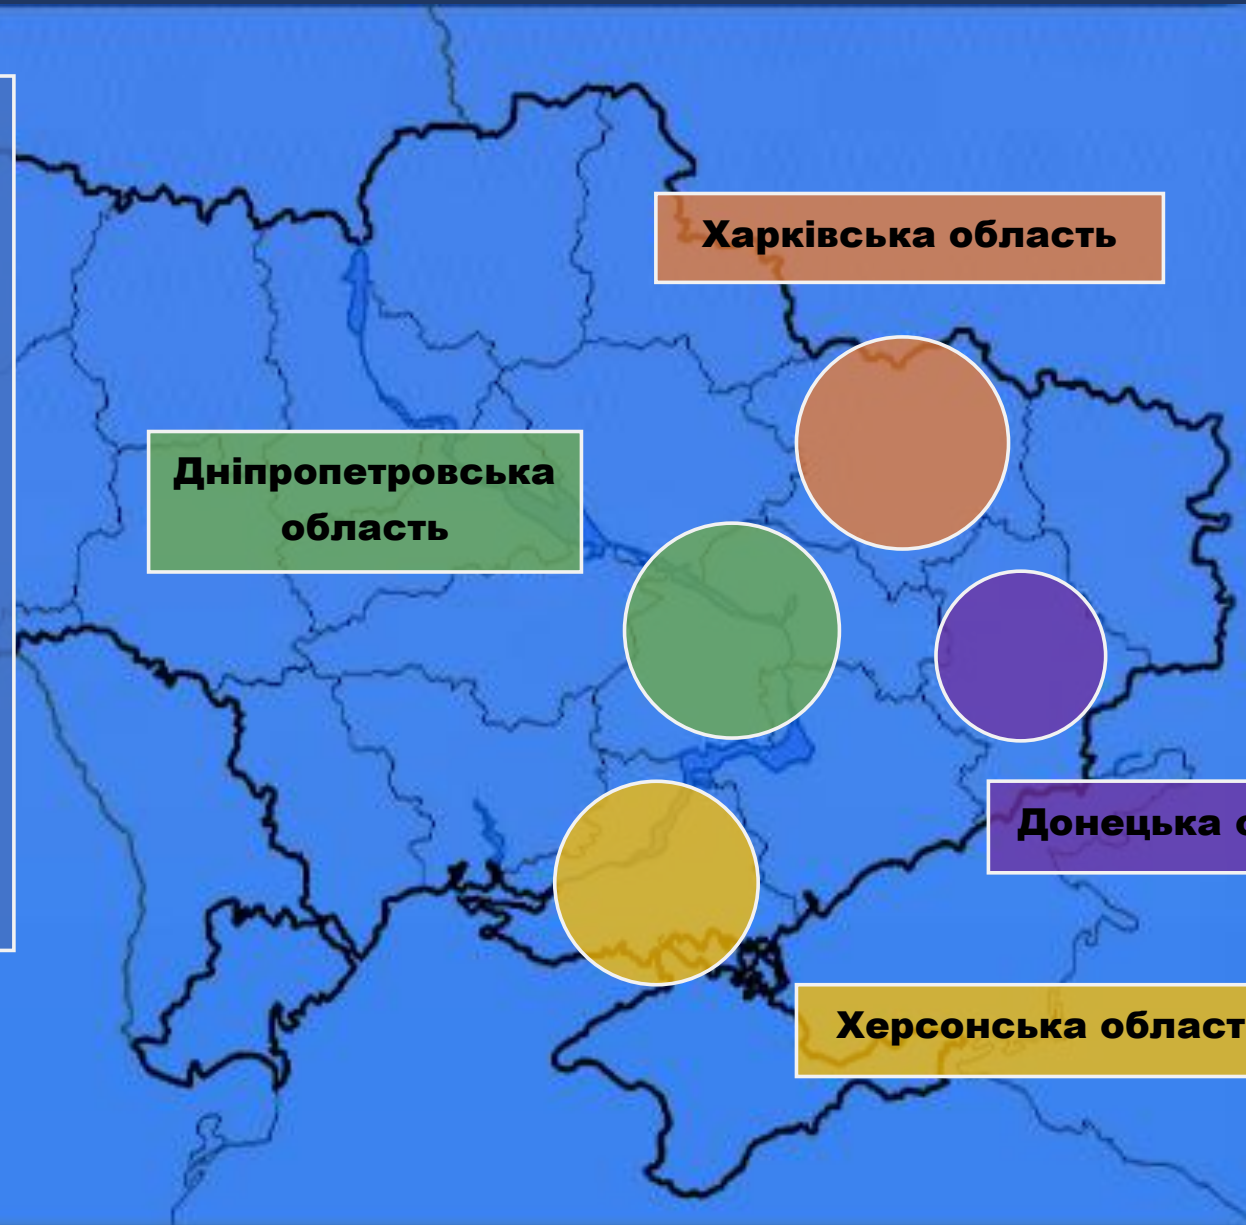 Харківська область
Дніпропетровська
область
Донецька
Херсонська